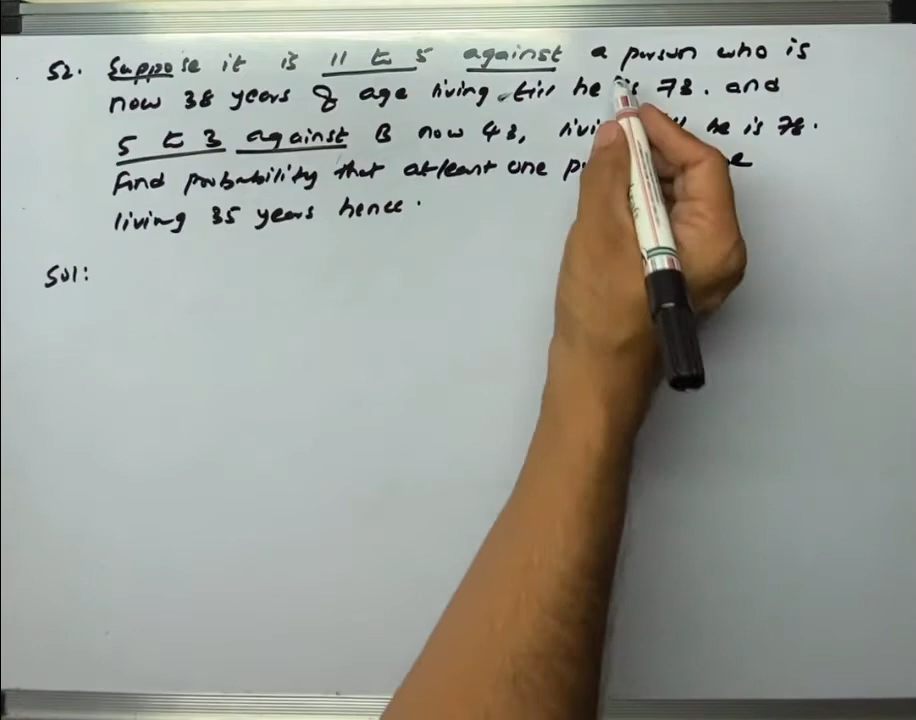 52. Suppose it is 11 to 5 against a person who is
now 38 years of age living till he is 73. and
5 to 3 against B now 43, he is 78.
Find probability that atleast one
living 35 years hence.
Sol: